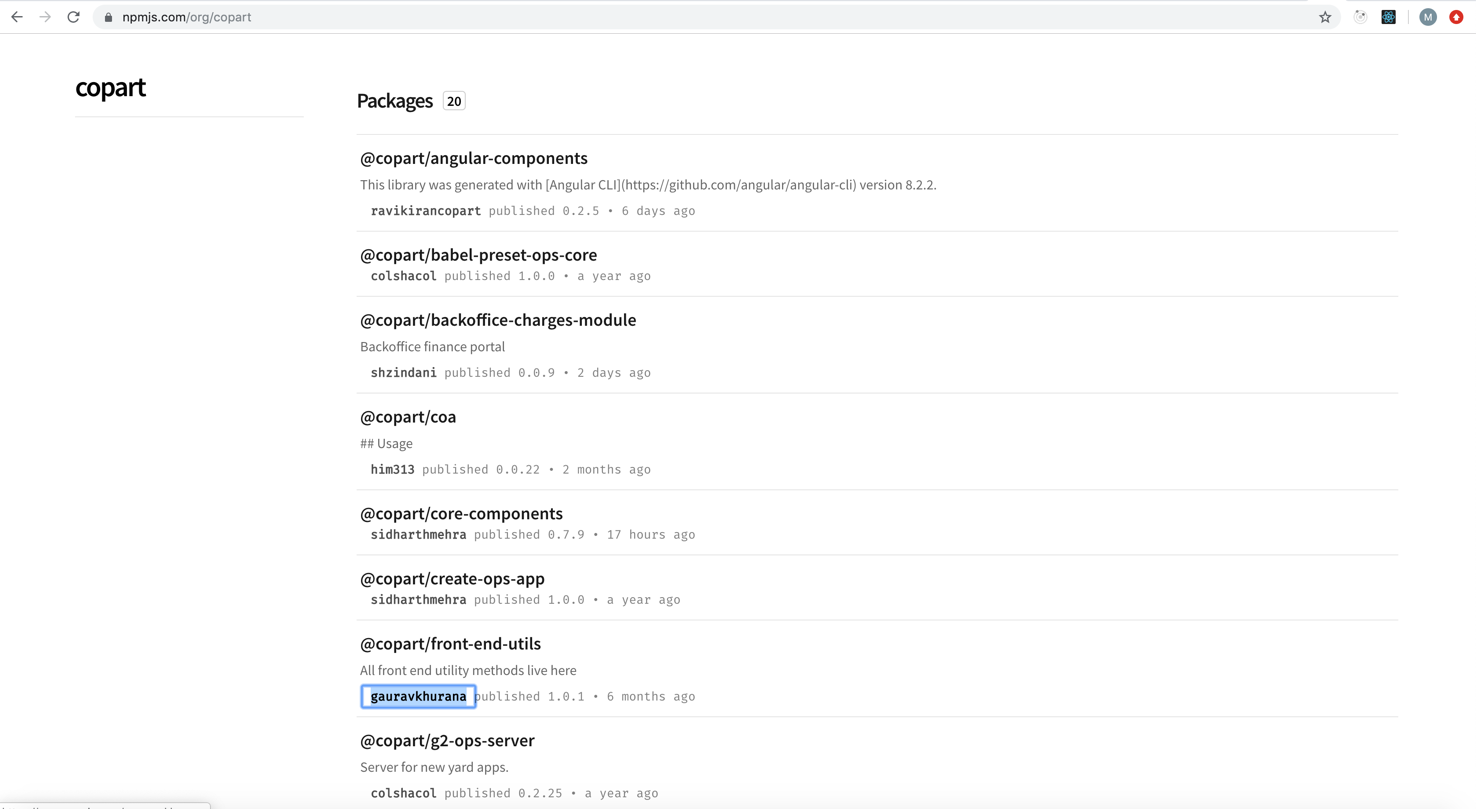 npmjs.com/org/copart
M
copart
Packages 20
@copart/angular-components
This library was generated with [Angular CLI](https://github.com/angular/angular-cli) version 8.2.2.
ravikirancopart published 0.2.5 • 6 days ago
@copart/babel-preset-ops-core
colshacol published 1.0.0 • a year ago
@copart/backoffice-charges-module
Backoffice finance portal
shzindani published 0.0.9 • 2 days ago
@copart/coa
## Usage
him313 published 0.0.22 • 2 months ago
@copart/core-components
sidharthmehra published 0.7.9 • 17 hours ago
@copart/create-ops-app
sidharthmehra published 1.0.0 • a year ago
@copart/front-end-utils
All front end utility methods live here
gauravkhurana published 1.0.1 • 6 months ago
@copart/g2-ops-server
Server for new yard apps.
colshacol published 0.2.25 • a year ago